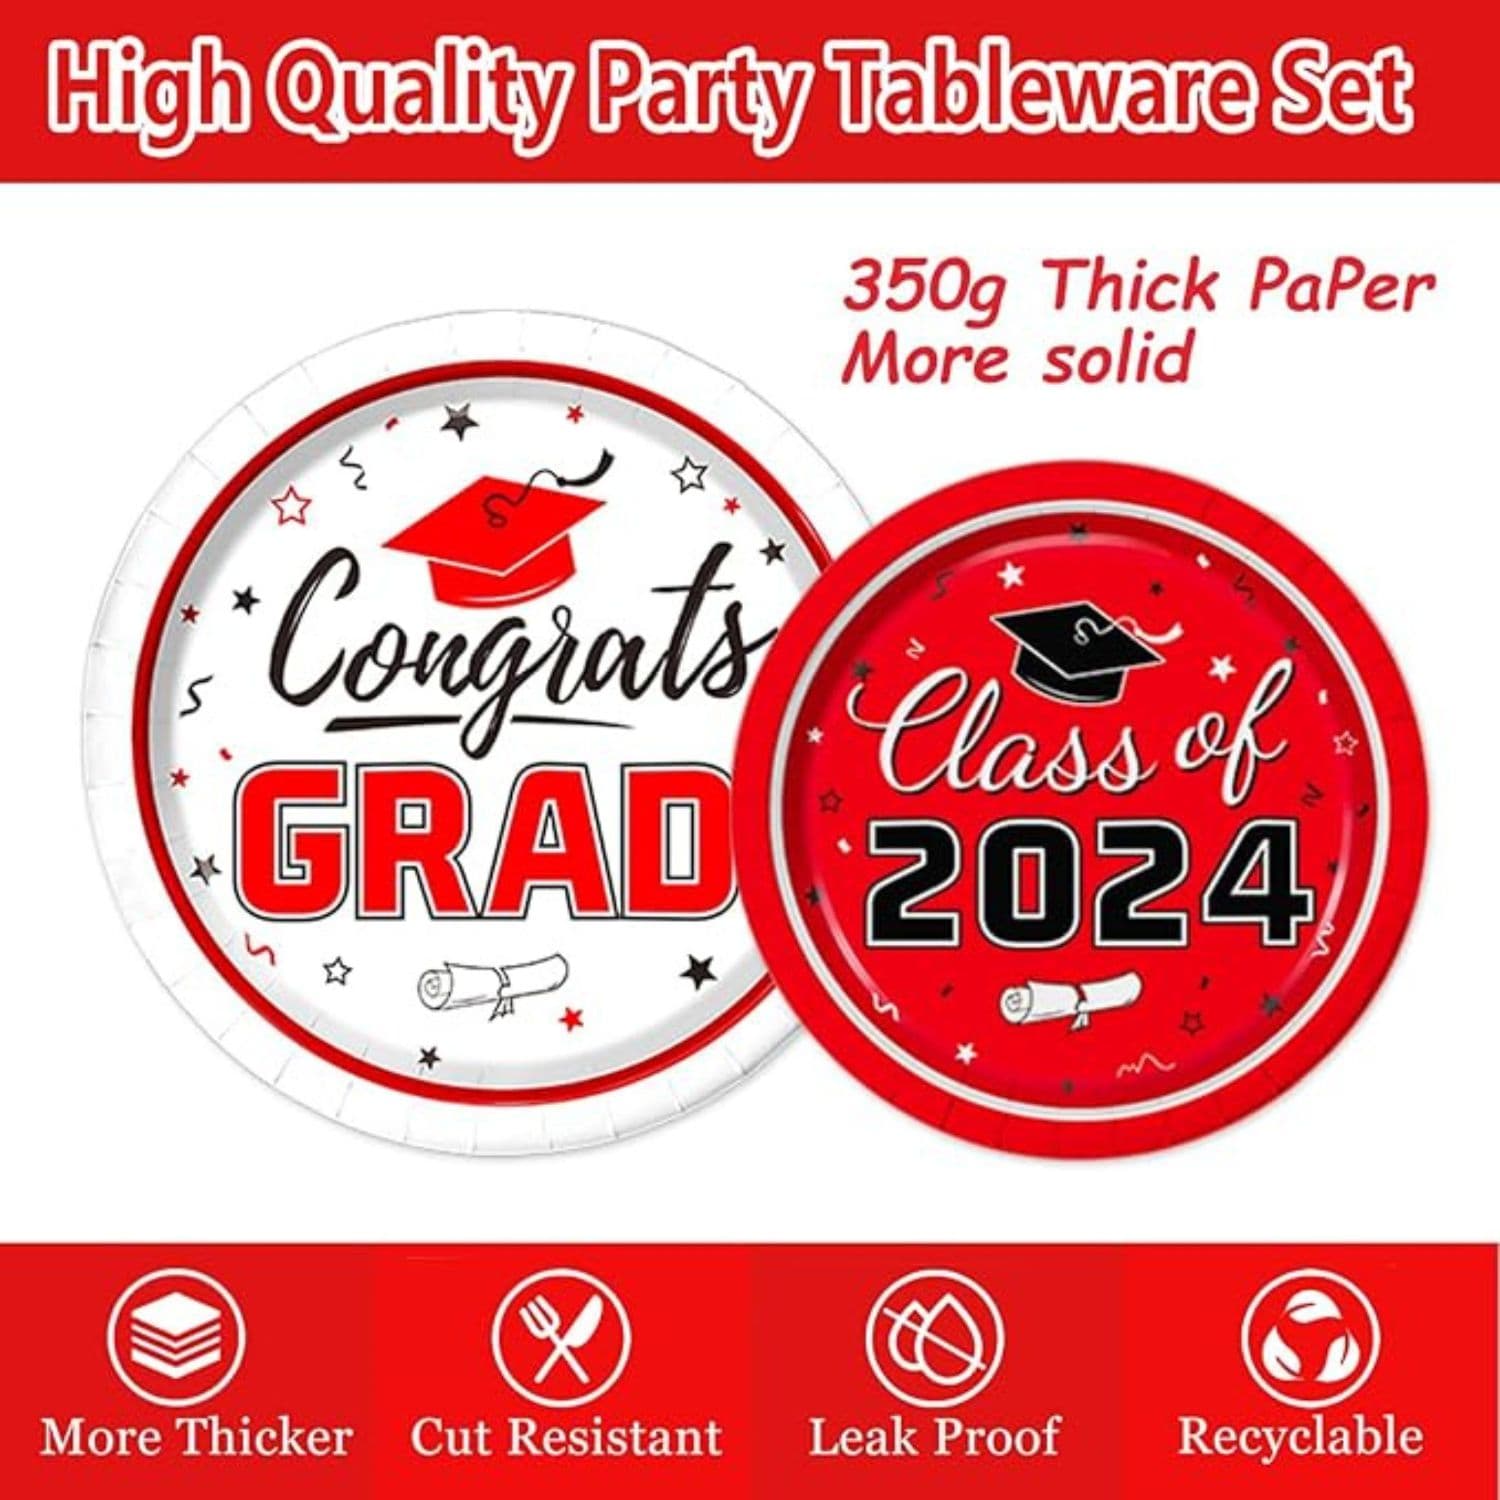 High Quality Party Tableware Set
350g Thick PaPer
More solid
Congrats
GRAD
Class of
2024
More Thicker
Cut Resistant
Leak Proof
Recyclable